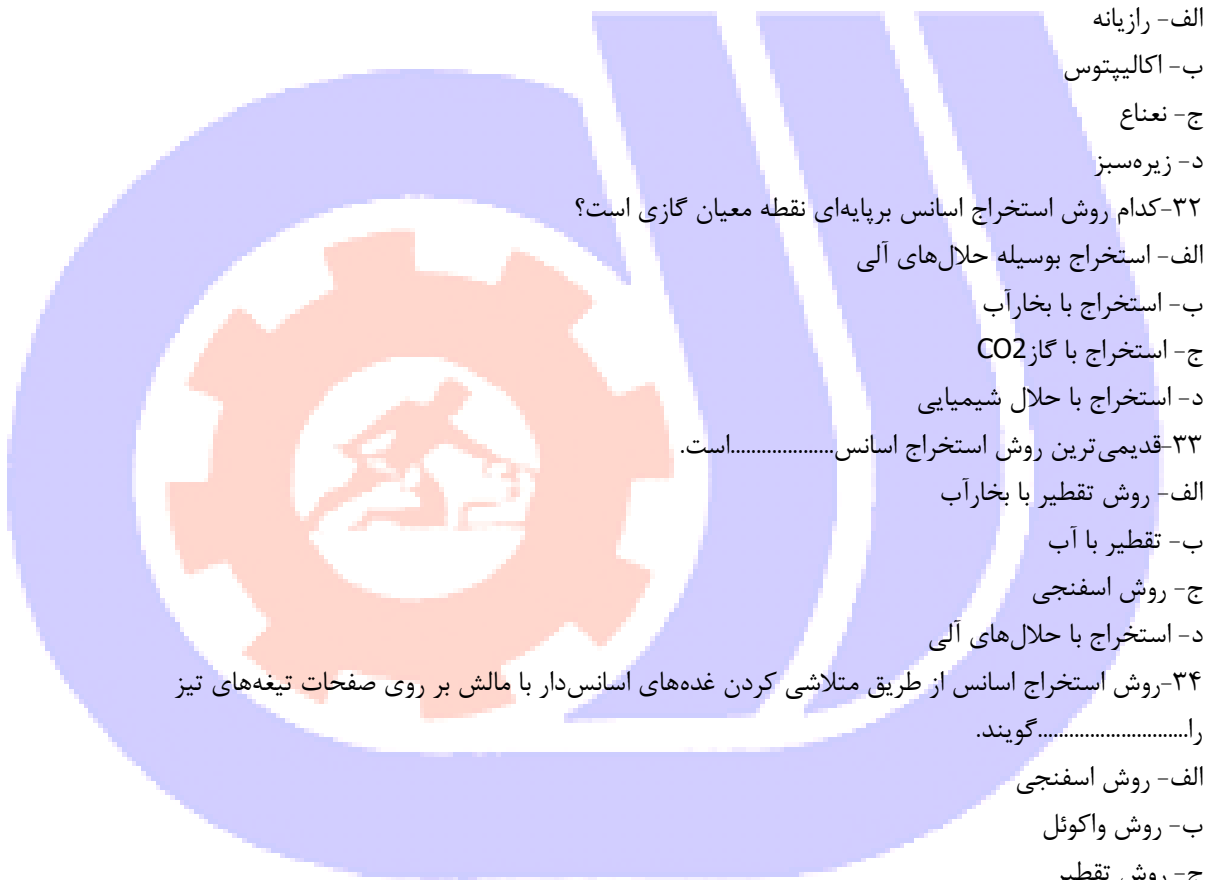 الف- رازیانه
ب- اکالیپتوس
ج- نعناع
د- زیره‌سبز
۳۲-کدام روش استخراج اسانس برپایه‌ای نقطه معیان گازی است؟
الف- استخراج بوسیله حلال‌های آلی
ب- استخراج با بخارآب
ج- استخراج با گازCO2
د- استخراج با حلال شیمیایی
۳۳-قدیمی‌ترین روش استخراج اسانس....................است.
الف- روش تقطیر با بخارآب
ب- تقطیر با آب
ج- روش اسفنجی
د- استخراج با حلال‌های آلی
۳۴-روش استخراج اسانس از طریق متلاشی کردن غده‌های اسانس‌دار با مالش بر روی صفحات تیغه‌های تیز
را.............................گویند.
الف- روش اسفنجی
ب- روش واکوئل
ج- روش تقطیر